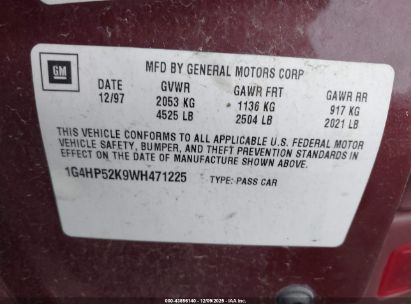 GM
MFD BY GENERAL MOTORS CORP
DATE GVWR GAWR FRT GAWR RR
12/97 2053 KG 1136 KG 917 KG
4525 LB 2504 LB 2021 LB
THIS VEHICLE CONFORMS TO ALL APPLICABLE U.S. FEDERAL MOTOR
VEHICLE SAFETY, BUMPER, AND THEFT PREVENTION STANDARDS IN
EFFECT ON THE DATE OF MANUFACTURE SHOWN ABOVE.
1G4HP52K9WH471225 TYPE: PASS CAR
000-43896140 - 12/09/2025 - IAAI.COM